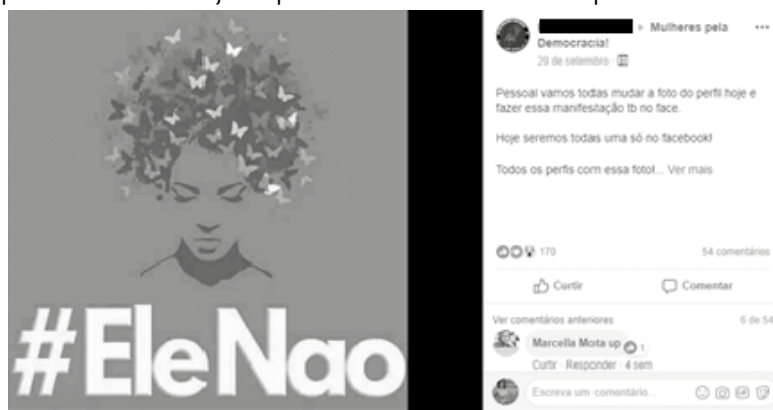 #EleNao
▸ Mulheres pela
Democracia!
29 de setembro
Pessoal vamos todas mudar a foto do perfil hoje e
fazer essa manifestação tb no face.
Hoje seremos todas uma só no facebook!
Todos os perfis com essa foto!... Ver mais
170
54 comentários
Curtir
Comentar
Ver comentários anteriores
6 de 54
Marcella Mota up
1
Curtir · Responder · 4 sem
Escreva um comentário...